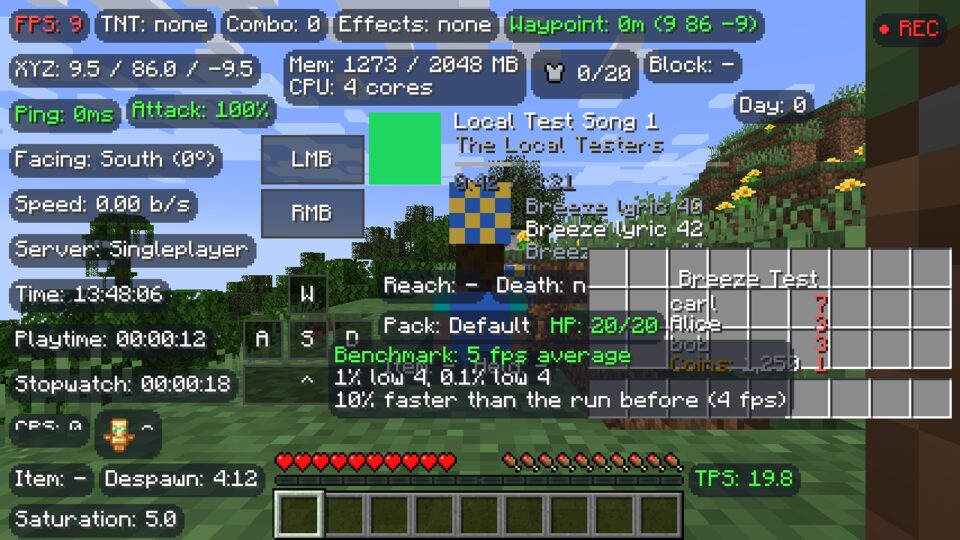 FPS: 9
TNT: none
Combo: 0
Effects: none
Waypoint: 0m (9 86 -9)
REC
XYZ: 9.5 / 86.0 / -9.5
Mem: 1273 / 2048 MB
CPU: 4 cores
0/20
Block: -
Ping: 0ms
Attack: 100%
Day: 0
Local Test Song 1
The Local Testers
Facing: South (0°)
LMB
Speed: 0.00 b/s
RMB
Breeze lyric 40
Breeze lyric 42
Server: Singleplayer
Breeze
Breeze Test
Time: 13:48:06
W
Reach: -
Death: n
carl 7
Alice 3
bob 3
Coins: 1,250 1
Playtime: 00:00:12
A
S
D
Pack: Default
HP: 20/20
Benchmark: 5 fps average
1% low 4, 0.1% low 4
10% faster than the run before (4 fps)
Stopwatch: 00:00:18
^
CPS: 0
^
Item: -
Despawn: 4:12
TPS: 19.8
Saturation: 5.0